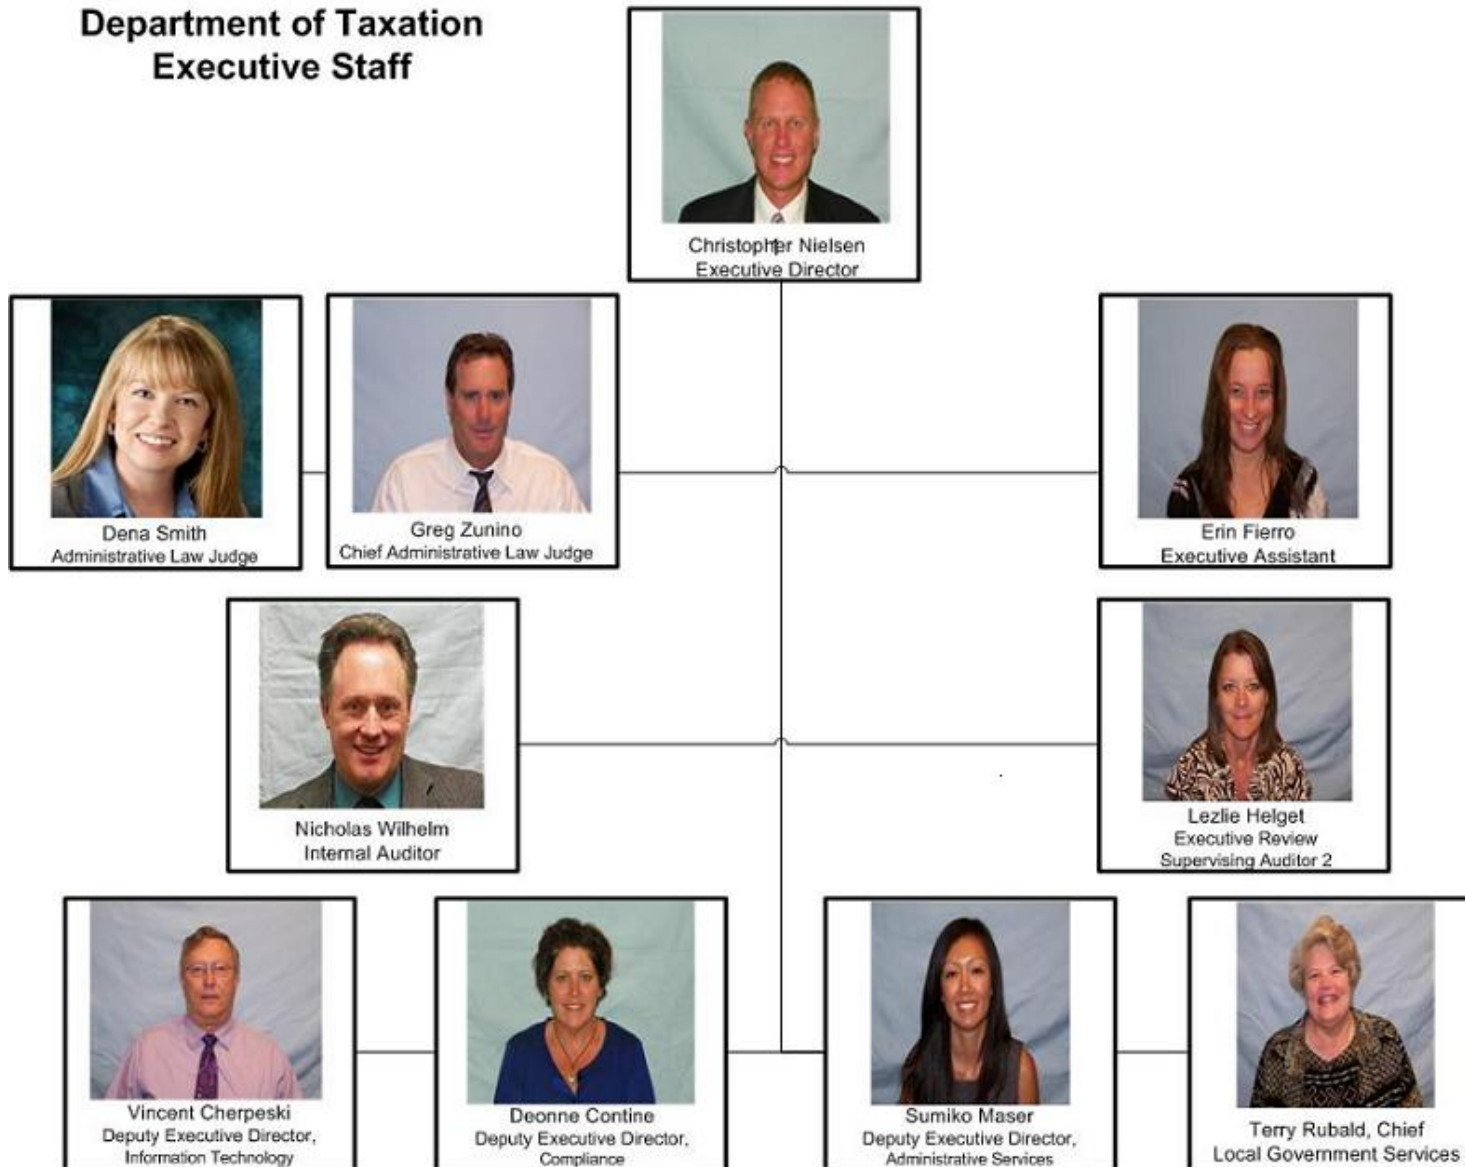 Department of Taxation
Executive Staff
Christopher Nielsen
Executive Director
Dena Smith
Administrative Law Judge
Greg Zunino
Chief Administrative Law Judge
Erin Fierro
Executive Assistant
Nicholas Wilhelm
Internal Auditor
Lezlie Helget
Executive Review
Supervising Auditor 2
Vincent Cherpeski
Deputy Executive Director,
Information Technology
Deonne Contine
Deputy Executive Director,
Compliance
Sumiko Maser
Deputy Executive Director,
Administrative Services
Terry Rubald, Chief
Local Government Services